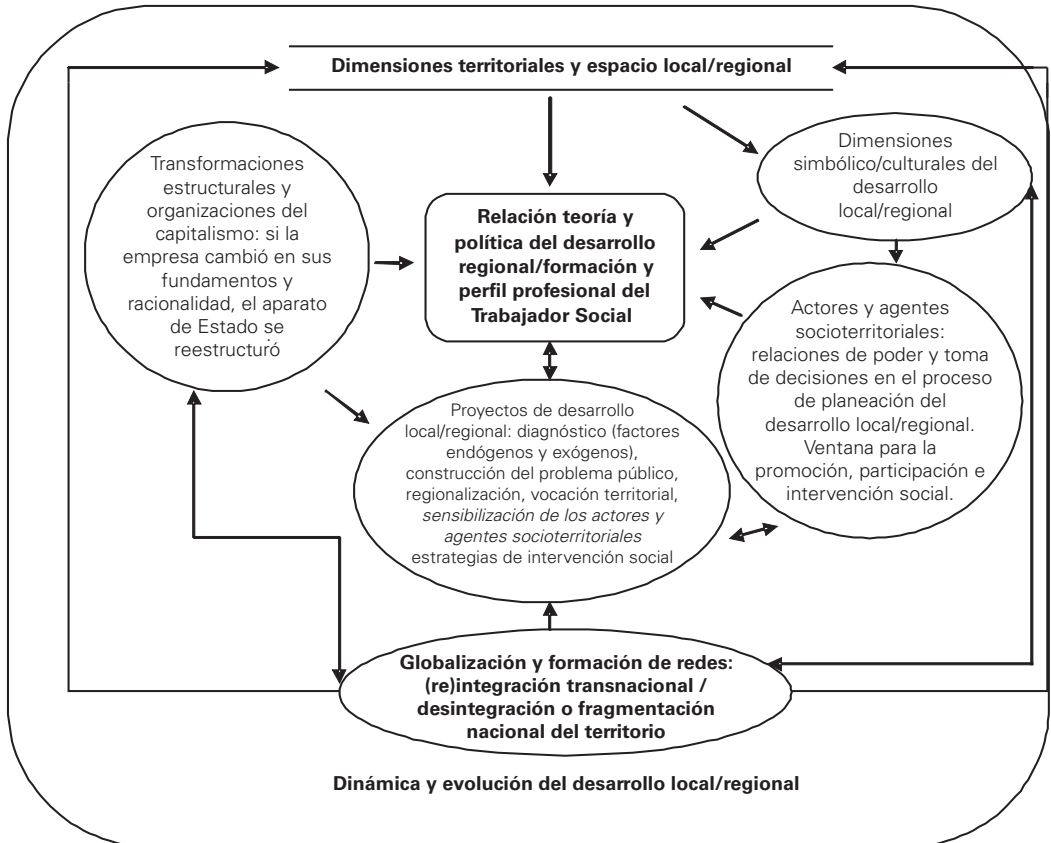 Dimensiones territoriales y espacio local/regional
Transformaciones
estructurales y
organizaciones del
capitalismo: si la
empresa cambió en sus
fundamentos y
racionalidad, el aparato
de Estado se
reestructuró
Relación teoría y
política del desarrollo
regional/formación y
perfil profesional del
Trabajador Social
Dimensiones
simbólico/culturales del
desarrollo
local/regional
Actores y agentes
socioterritoriales:
relaciones de poder y toma
de decisiones en el proceso
de planeación del
desarrollo local/regional.
Ventana para la
promoción, participación e
intervención social.
Proyectos de desarrollo
local/regional: diagnóstico (factores
endógenos y exógenos),
construcción del problema público,
regionalización, vocación territorial,
sensibilización de los actores y
agentes socioterritoriales
estrategias de intervención social
Globalización y formación de redes:
(re)integración transnacional /
desintegración o fragmentación
nacional del territorio
Dinámica y evolución del desarrollo local/regional